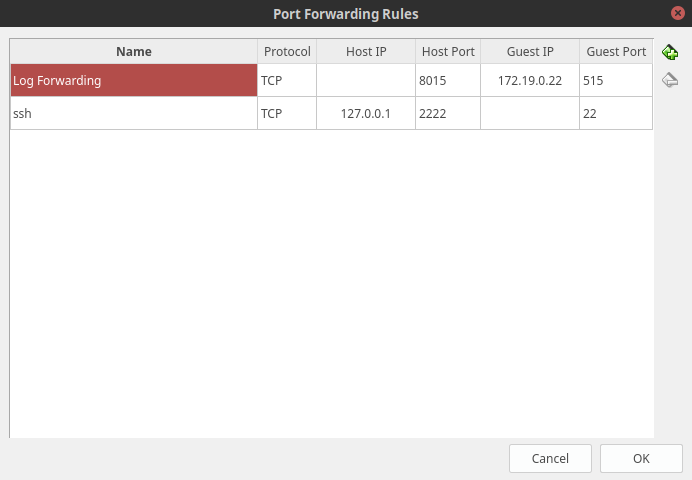 Port Forwarding Rules
Name Protocol Host IP Host Port Guest IP Guest Port
Log Forwarding TCP 8015 172.19.0.22 515
ssh TCP 127.0.0.1 2222 22
Cancel OK